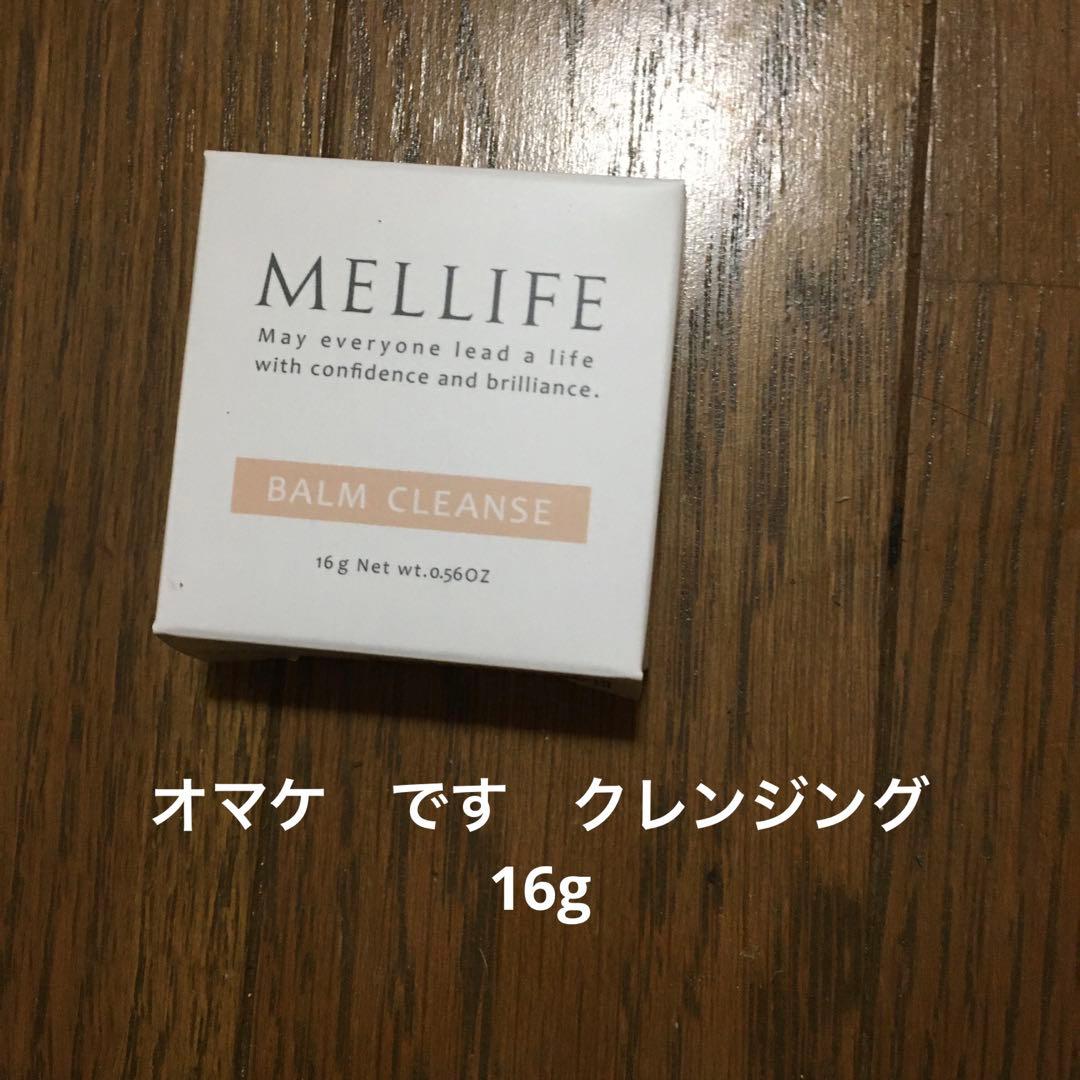 MELLIFE
May everyone lead a life
with confidence and brilliance.
BALM CLEANSE
16 g Net wt.0.56OZ
オマケ　です　クレンジング
16g